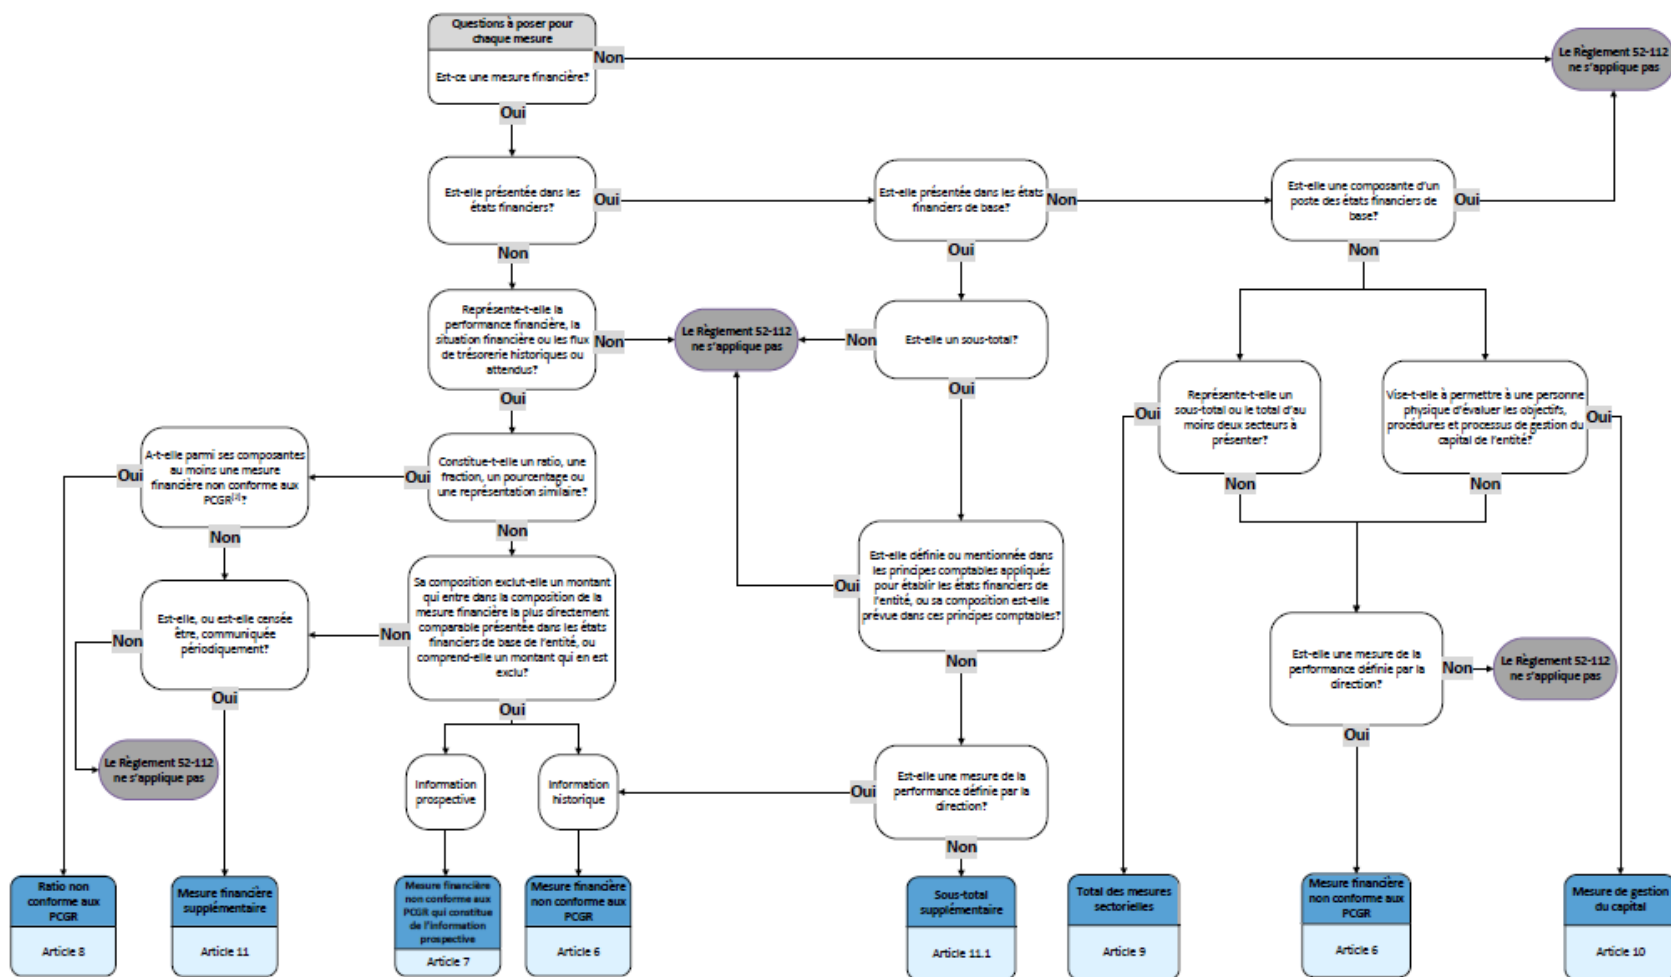 Questions à poser pour
chaque mesure
Est-ce une mesure financière?
Non
Le Règlement 52-112
ne s'applique pas
Oui
Est-elle présentée dans les
états financiers?
Oui
Est-elle présentée dans les états
financiers de base?
Non
Est-elle une composante d'un
poste des états financiers de
base?
Oui
Non
Oui
Non
Représente-t-elle la
performance financière, la
situation financière ou les flux
de trésorerie historiques ou
attendus?
Non
Le Règlement 52-112
ne s'applique pas
Non
Est-elle un sous-total?
Oui
Oui
Oui
Représente-t-elle un
sous-total ou le total d'au
moins deux secteurs à
présenter?
Vise-t-elle à permettre à une personne
physique d'évaluer les objectifs,
procédures et processus de gestion du
capital de l'entité?
Oui
Non
Non
A-t-elle parmi ses composantes
au moins une mesure
financière non conforme aux
PCGR[2]?
Oui
Oui
Constitue-t-elle un ratio, une
fraction, un pourcentage ou
une représentation similaire?
Non
Non
Est-elle, ou est-elle censée
être, communiquée
périodiquement?
Non
Non
Sa composition exclut-elle un montant
qui entre dans la composition de la
mesure financière la plus directement
comparable présentée dans les états
financiers de base de l'entité, ou
comprend-elle un montant qui en est
exclu?
Oui
Est-elle définie ou mentionnée dans
les principes comptables appliqués
pour établir les états financiers de
l'entité, ou sa composition est-elle
prévue dans ces principes comptables?
Non
Est-elle une mesure de la
performance définie par la
direction?
Non
Le Règlement 52-112
ne s'applique pas
Oui
Oui
Oui
Le Règlement 52-112
ne s'applique pas
Information
prospective
Information
historique
Oui
Est-elle une mesure de la
performance définie par la
direction?
Non
Ratio non
conforme aux
PCGR
Article 8
Mesure financière
supplémentaire
Article 11
Mesure financière
non conforme aux
PCGR qui constitue
de l'information
prospective
Article 7
Mesure financière
non conforme aux
PCGR
Article 6
Sous-total
supplémentaire
Article 11.1
Total des mesures
sectorielles
Article 9
Mesure financière
non conforme aux
PCGR
Article 6
Mesure de gestion
du capital
Article 10